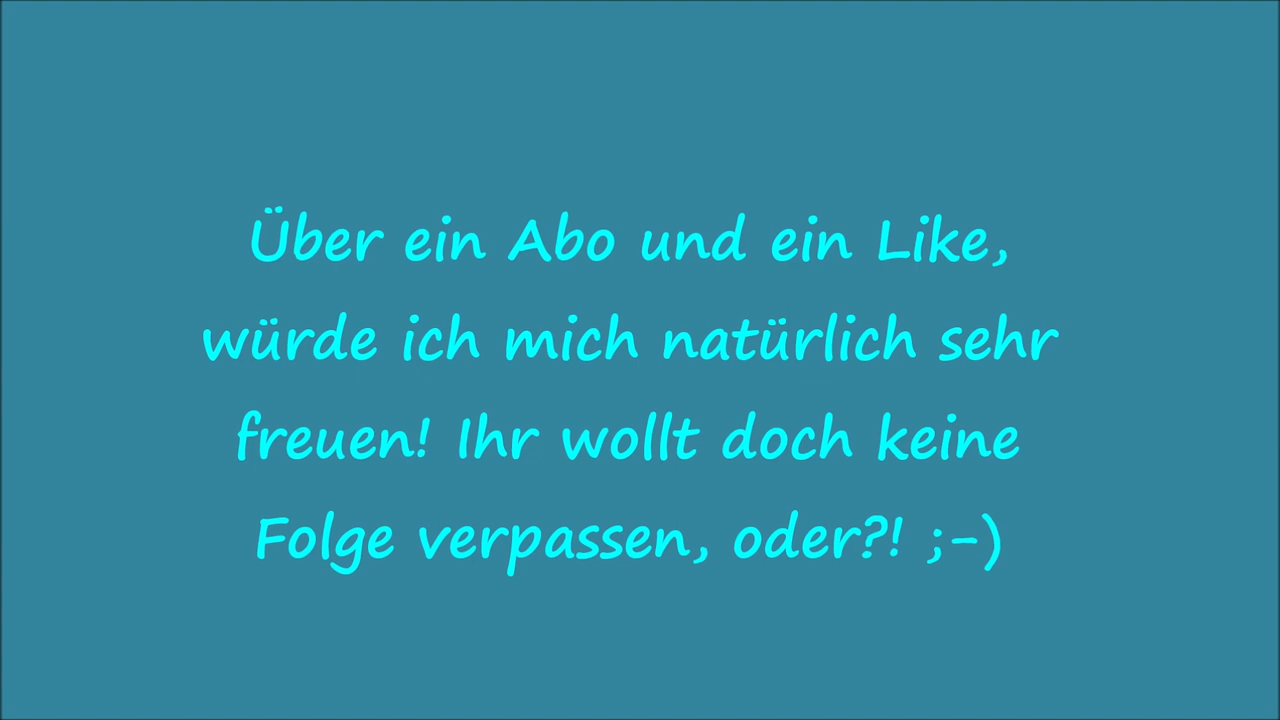 Über ein Abo und ein Like,
würde ich mich natürlich sehr
freuen! Ihr wollt doch keine
Folge verpassen, oder?! ;-)